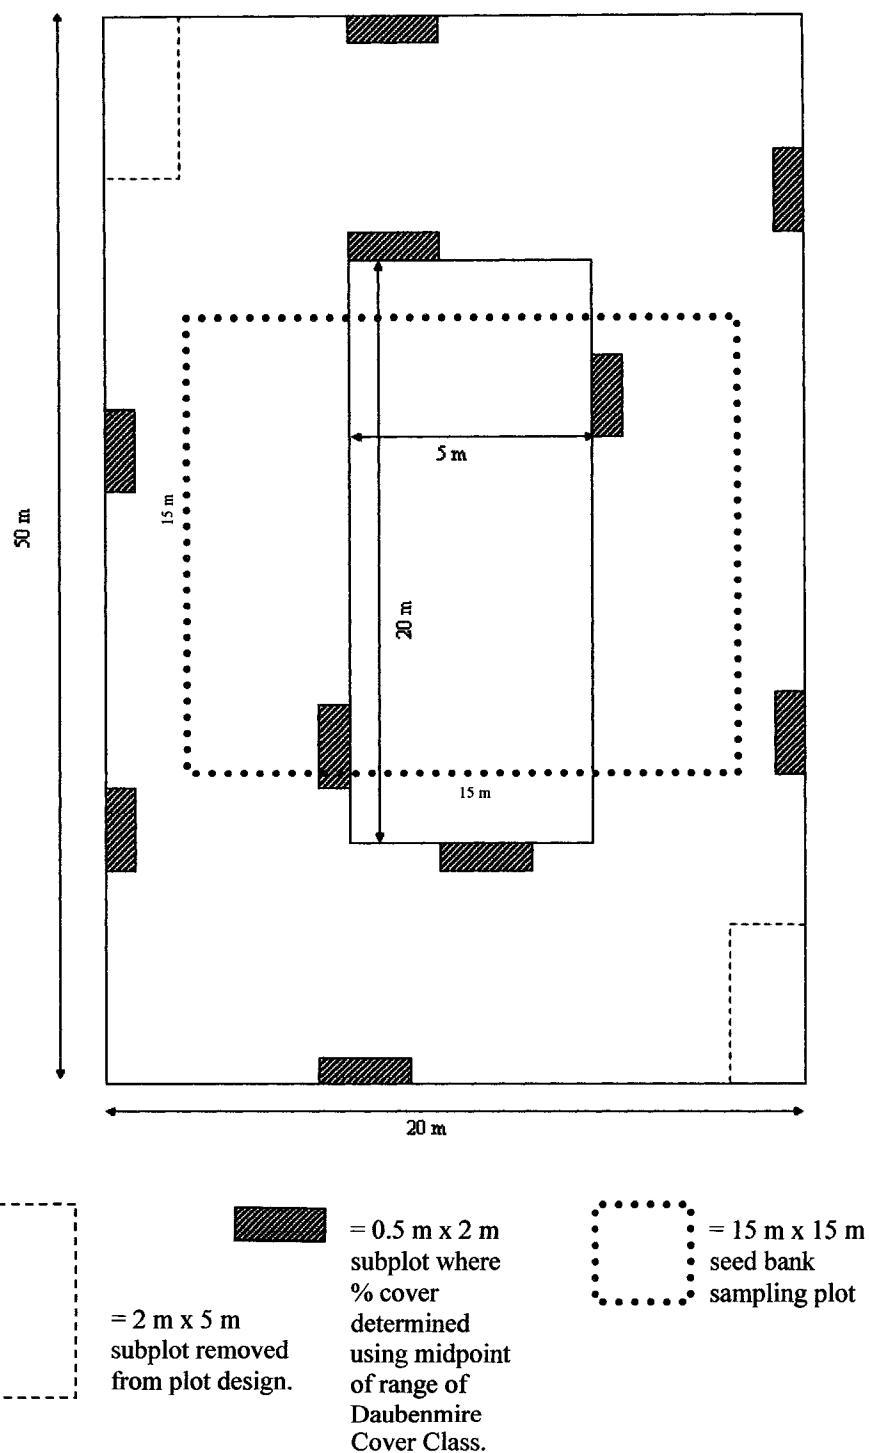 5 m
15 m
50 m
20 m
15 m
20 m
= 2 m x 5 m
subplot removed
from plot design.
= 0.5 m x 2 m
subplot where
% cover
determined
using midpoint
of range of
Daubenmire
Cover Class.
= 15 m x 15 m
seed bank
sampling plot